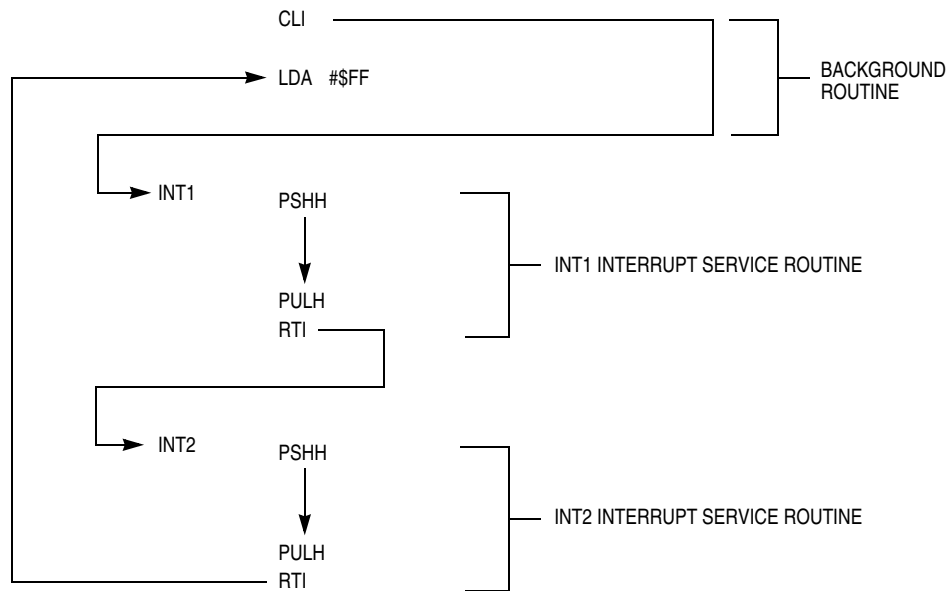 CLI
LDA #$FF
BACKGROUND
ROUTINE
INT1
PSHH
INT1 INTERRUPT SERVICE ROUTINE
PULH
RTI
INT2
PSHH
INT2 INTERRUPT SERVICE ROUTINE
PULH
RTI